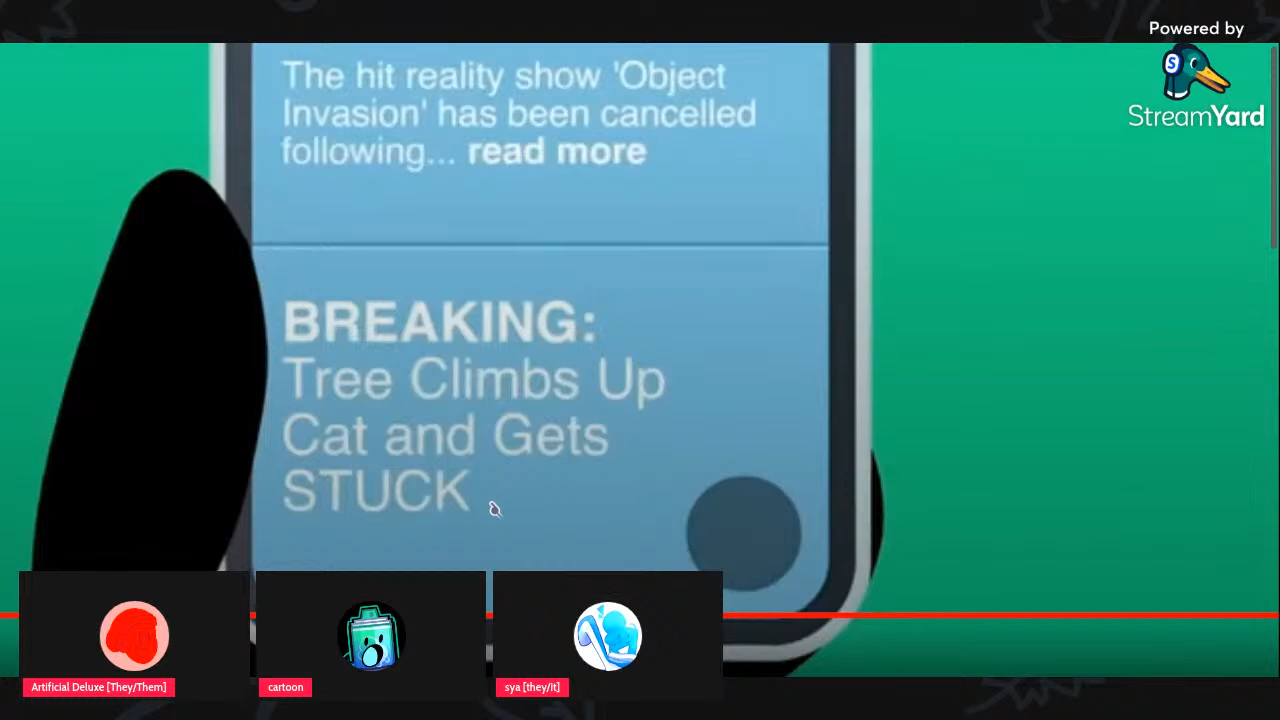 Powered by
S
StreamYard
The hit reality show 'Object
Invasion' has been cancelled
following... read more
BREAKING:
Tree Climbs Up
Cat and Gets
STUCK
Artificial Deluxe [They/Them]
cartoon
sya [they/it]